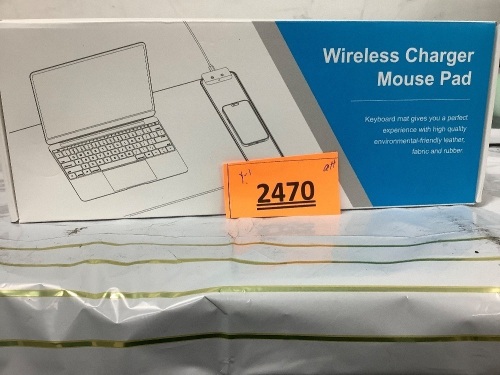 Wireless Charger
Mouse Pad
Keyboard mat gives you a perfect
experience with high quality
environmental-friendly leather,
fabric and rubber.
2470